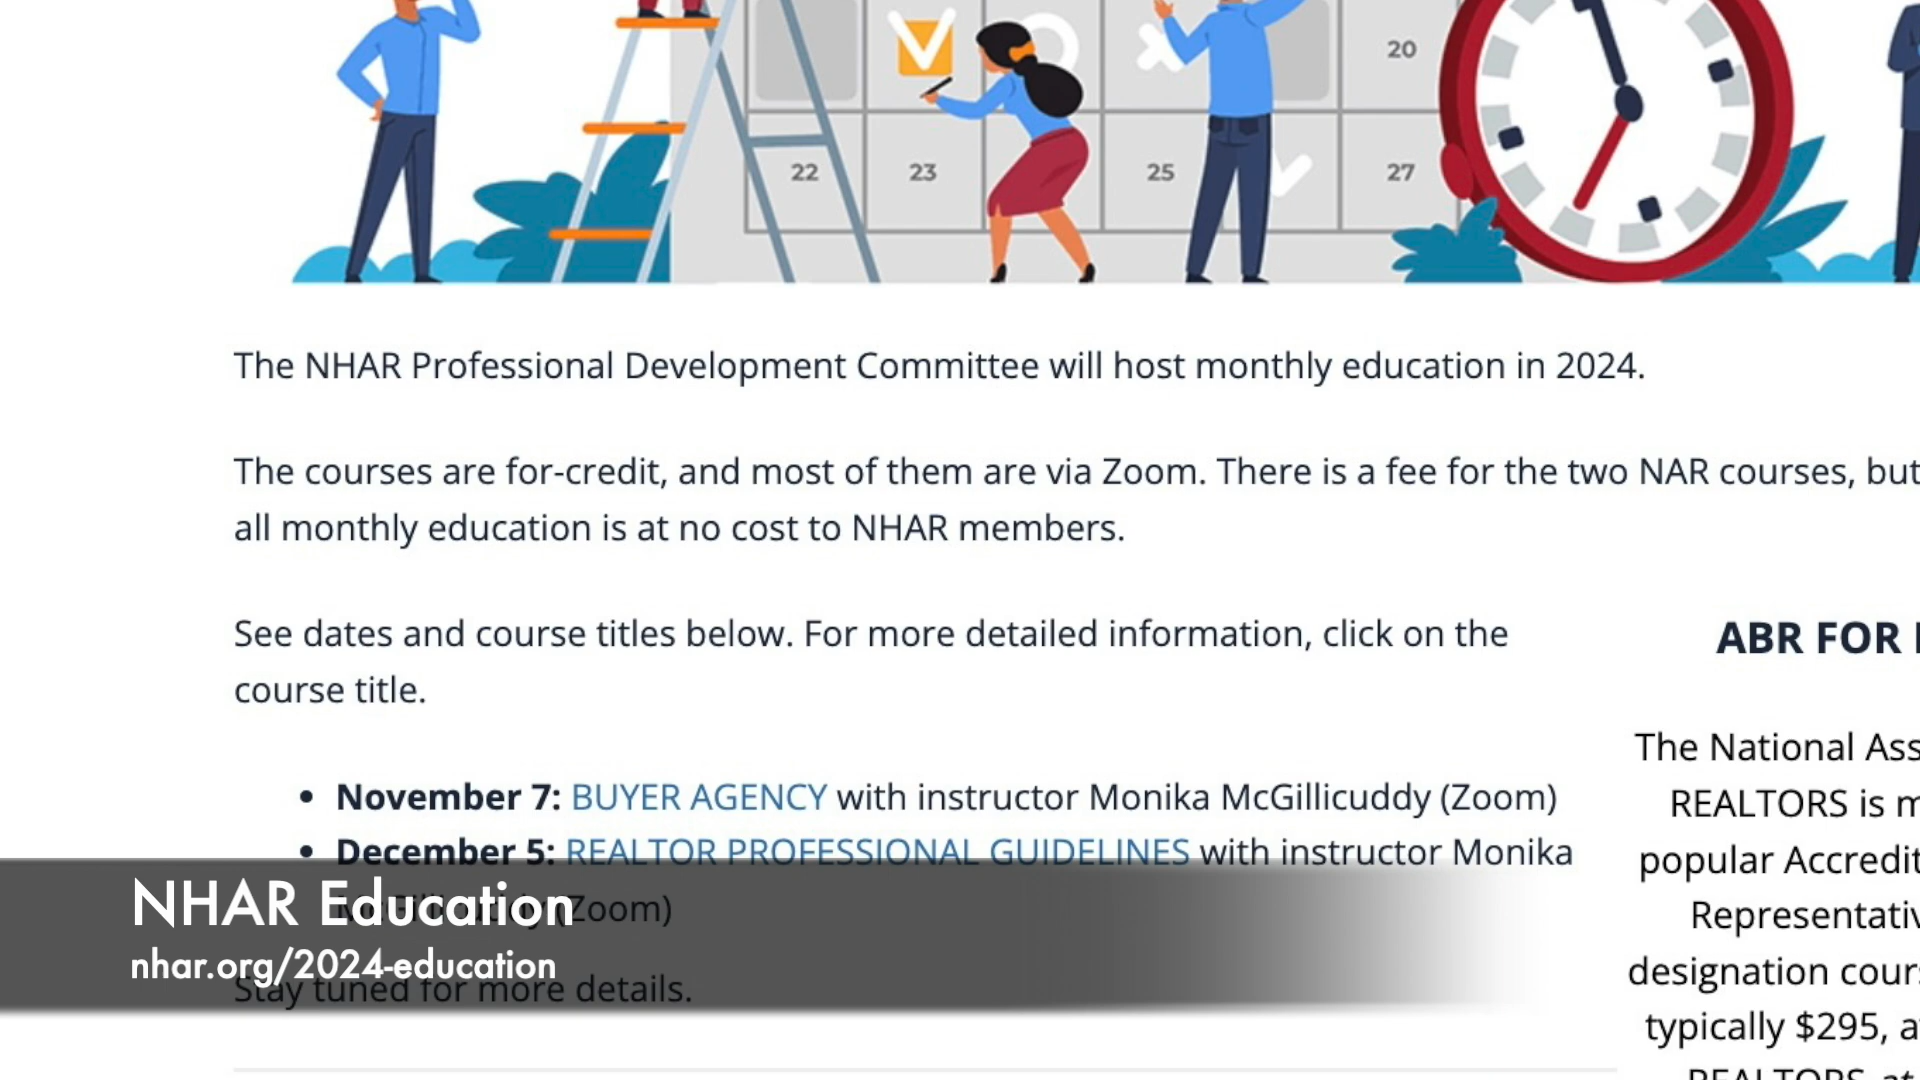 20
22
23
25
27
The NHAR Professional Development Committee will host monthly education in 2024.
The courses are for-credit, and most of them are via Zoom. There is a fee for the two NAR courses, but
all monthly education is at no cost to NHAR members.
See dates and course titles below. For more detailed information, click on the
course title.
• November 7: BUYER AGENCY with instructor Monika McGillicuddy (Zoom)
• December 5: REALTOR PROFESSIONAL GUIDELINES with instructor Monika
McGillicuddy (Zoom)
Stay tuned for more details.
ABR FOR
The National Ass
REALTORS is m
popular Accredit
Representativ
designation cours
typically $295, a
REALTORS at
NHAR Education
nhar.org/2024-education